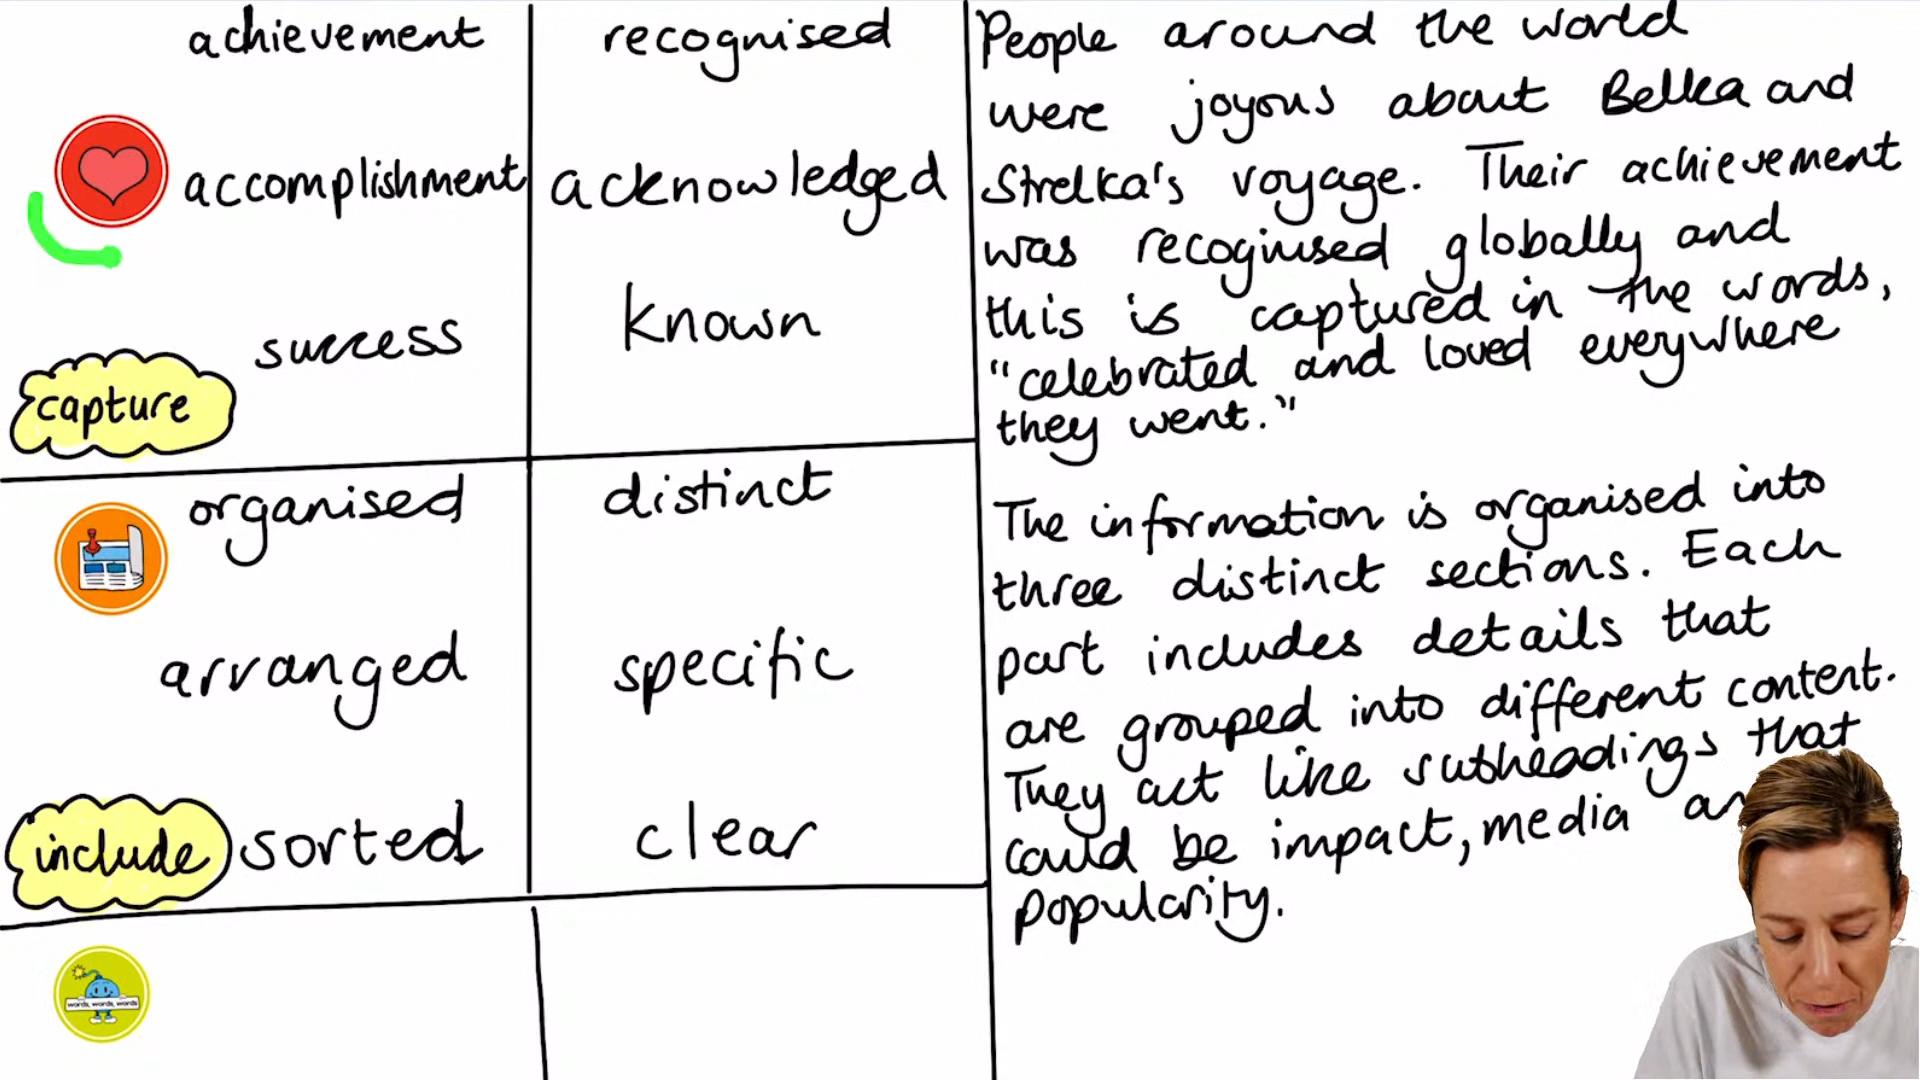 achievement
recognised
accomplishment
acknowledged
success
known
capture
People around the world
were joyous about Belka and
Strelka's voyage. Their achievement
was recognised globally and
this is captured in the words,
"celebrated and loved everywhere
they went."
organised
distinct
arranged
specific
include
sorted
clear
The information is organised into
three distinct sections. Each
part includes details that
are grouped into different content.
They act like subheadings that
could be impact, media
popularity.
words, words, words